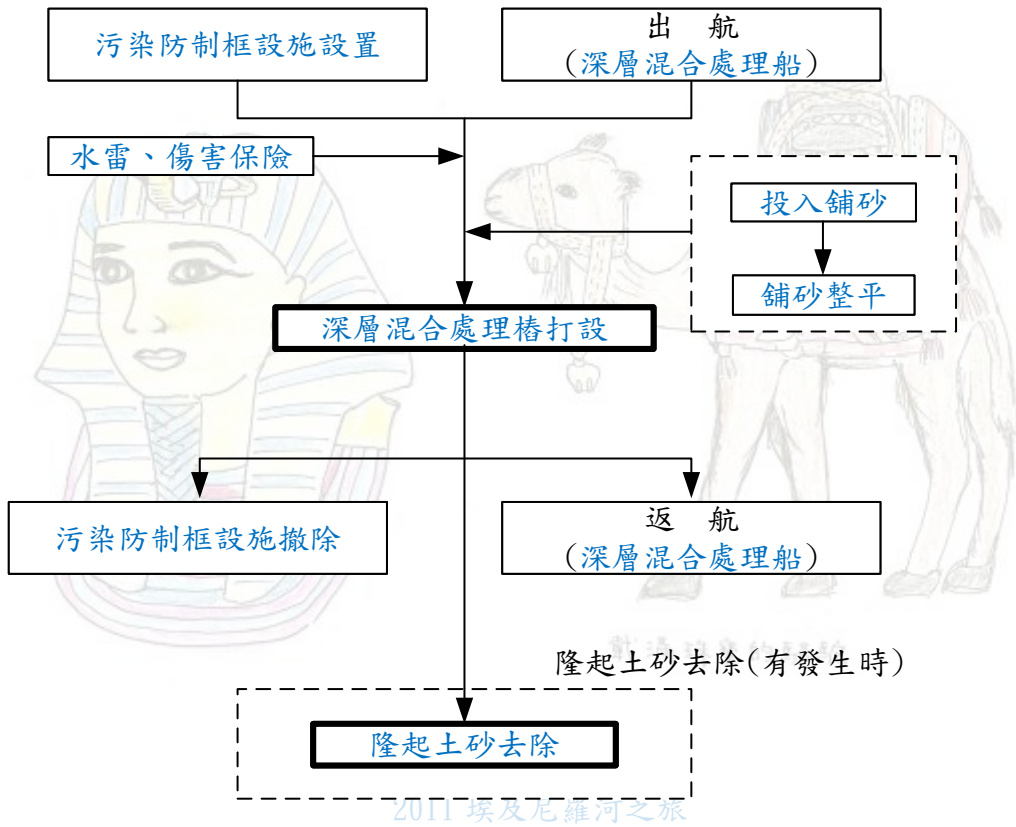 污染防制框設施設置
出 航
(深層混合處理船)
水雷、傷害保險
投入舖砂
舖砂整平
深層混合處理樁打設
污染防制框設施撤除
返 航
(深層混合處理船)
隆起土砂去除(有發生時)
隆起土砂去除
2011 埃及尼羅河之旅